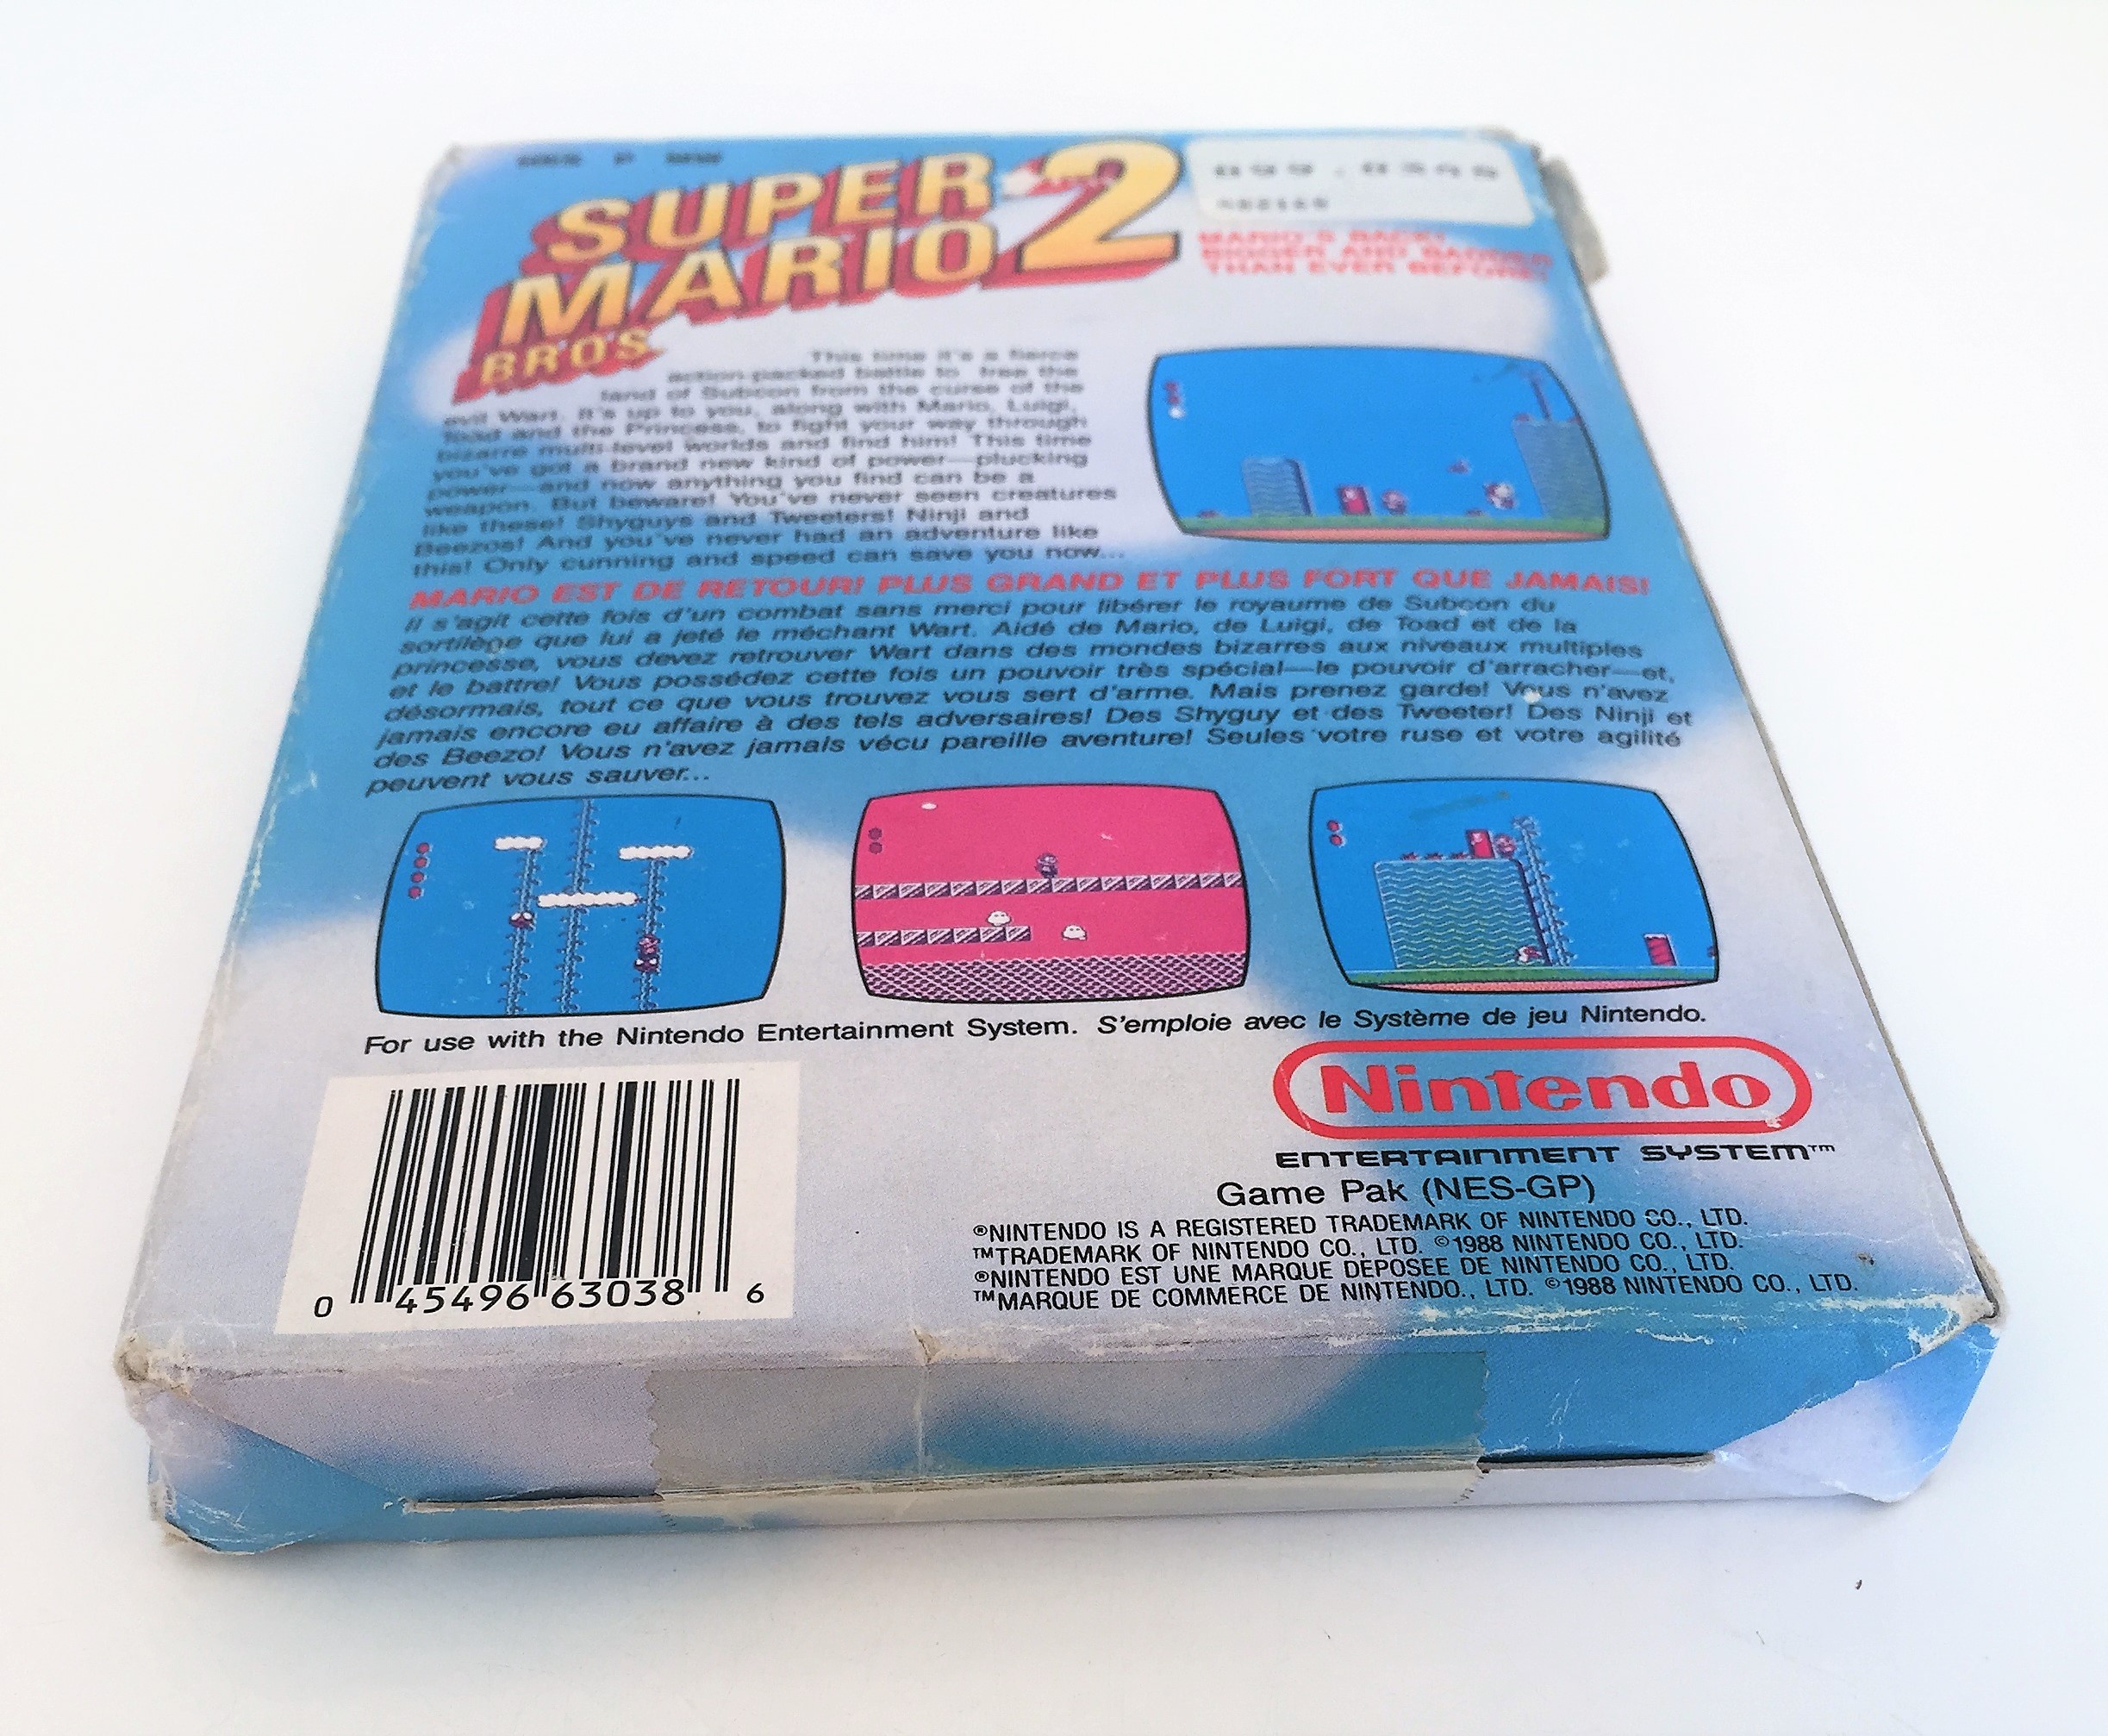 SUPER
MARIO 2
BROS
MARIO'S BACK!
BIGGER AND BADDER
THAN EVER BEFORE!
This time it's a fierce
action-packed battle to free the
land of Subcon from the curse of the
evil Wart. It's up to you, along with Mario, Luigi,
Toad and the Princess, to fight your way through
bizarre multi-level worlds and find him! This time
you've got a brand new kind of power—plucking
power—and now anything you find can be a
weapon. But beware! You've never seen creatures
like these! Shyguys and Tweeters! Ninji and
Beezos! And you've never had an adventure like
this! Only cunning and speed can save you now...
MARIO EST DE RETOUR! PLUS GRAND ET PLUS FORT QUE JAMAIS!
Il s'agit cette fois d'un combat sans merci pour libérer le royaume de Subcon du
sortilège que lui a jeté le méchant Wart. Aidé de Mario, de Luigi, de Toad et de la
princesse, vous devez retrouver Wart dans des mondes bizarres aux niveaux multiples
et le battre! Vous possédez cette fois un pouvoir très spécial—le pouvoir d'arracher—et,
désormais, tout ce que vous trouvez vous sert d'arme. Mais prenez garde! Vous n'avez
jamais encore eu affaire à des tels adversaires! Des Shyguy et des Tweeter! Des Ninji et
des Beezo! Vous n'avez jamais vécu pareille aventure! Seules votre ruse et votre agilité
peuvent vous sauver...
For use with the Nintendo Entertainment System. S'emploie avec le Système de jeu Nintendo.
Nintendo
ENTERTAINMENT SYSTEM™
Game Pak (NES-GP)
®NINTENDO IS A REGISTERED TRADEMARK OF NINTENDO CO., LTD.
™TRADEMARK OF NINTENDO CO., LTD. ©1988 NINTENDO CO., LTD.
®NINTENDO EST UNE MARQUE DEPOSEE DE NINTENDO CO., LTD.
™MARQUE DE COMMERCE DE NINTENDO., LTD. ©1988 NINTENDO CO., LTD.
0 45496 63038 6